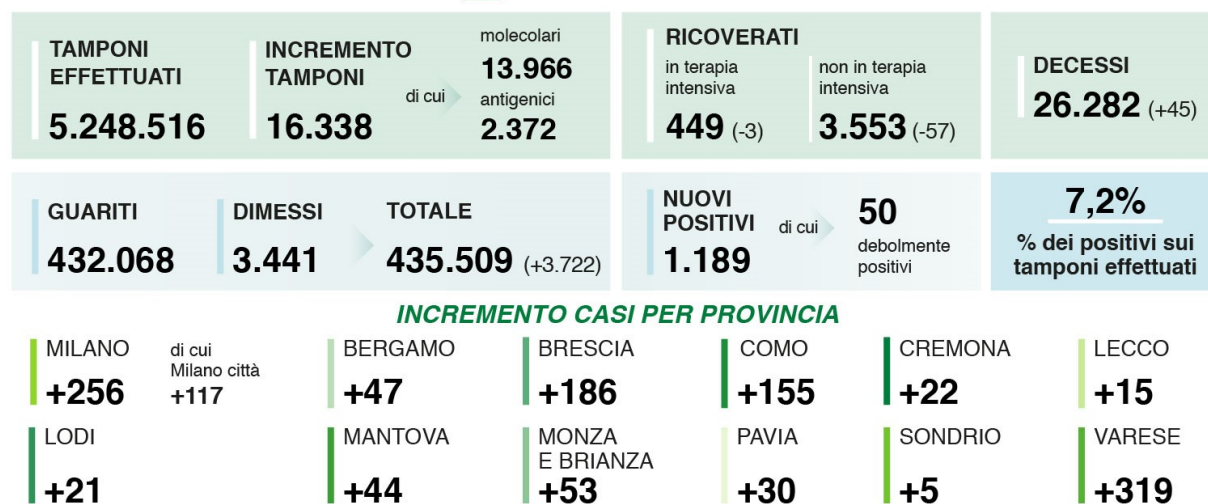 TAMPONI
EFFETTUATI
5.248.516
INCREMENTO
TAMPONI
16.338
di cui
molecolari
13.966
antigenici
2.372
RICOVERATI
in terapia
intensiva
449 (-3)
non in terapia
intensiva
3.553 (-57)
DECESSI
26.282 (+45)
GUARITI
432.068
DIMESSI
3.441
TOTALE
435.509 (+3.722)
NUOVI
POSITIVI
1.189
di cui
50
debolmente
positivi
7,2%
% dei positivi sui
tamponi effettuati
INCREMENTO CASI PER PROVINCIA
MILANO
+256
di cui
Milano città
+117
BERGAMO
+47
BRESCIA
+186
COMO
+155
CREMONA
+22
LECCO
+15
LODI
+21
MANTOVA
+44
MONZA
E BRIANZA
+53
PAVIA
+30
SONDRIO
+5
VARESE
+319